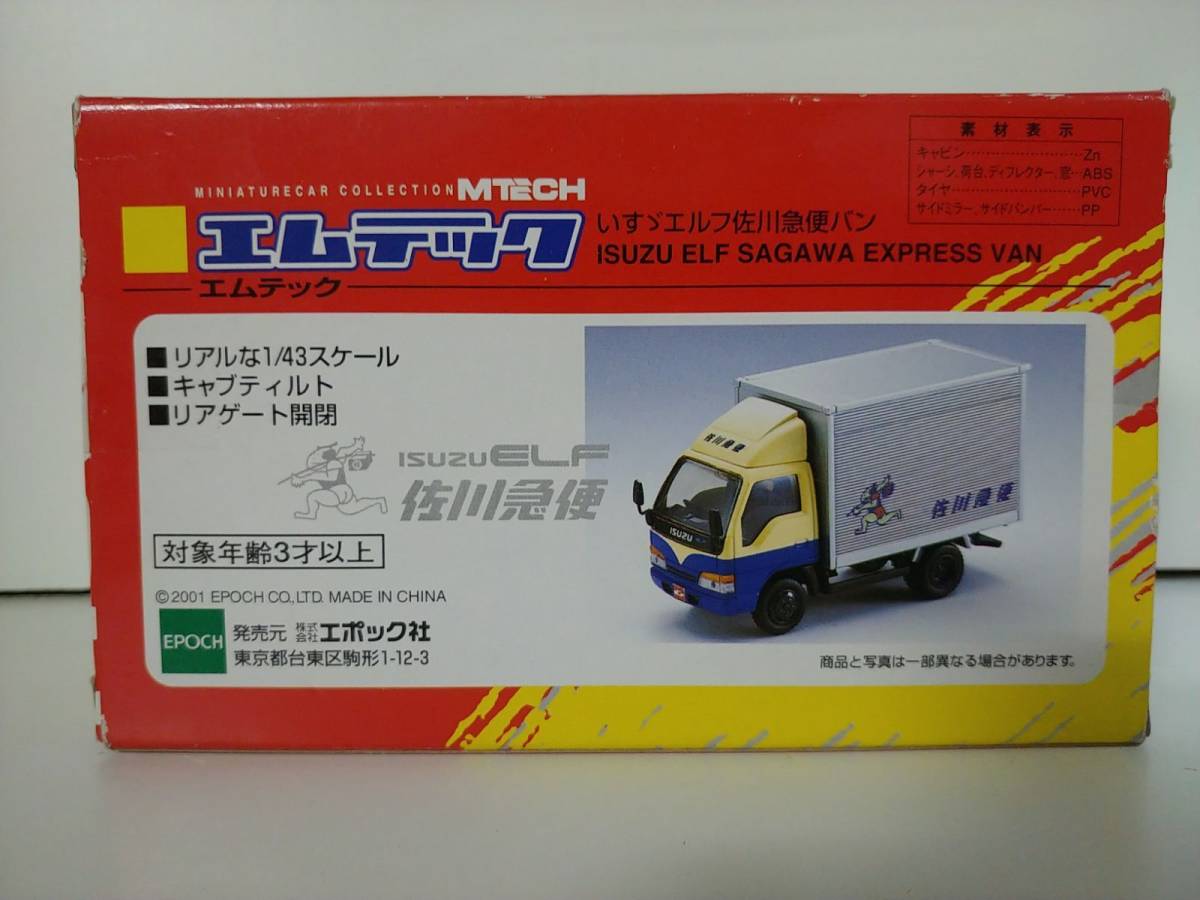 素材表示
キャビン………………………Zn
シャーシ、荷台、ディフレクター、窓…ABS
タイヤ…………………………PVC
サイドミラー、サイドバンパー……PP
MINIATURECAR COLLECTION MTECH
エムテック
エムテック
いすゞエルフ佐川急便バン
ISUZU ELF SAGAWA EXPRESS VAN
■リアルな1/43スケール
■キャブティルト
■リアゲート開閉
ISUZU ELF
佐川急便
対象年齢3才以上
©2001 EPOCH CO.,LTD. MADE IN CHINA
EPOCH
発売元 株式会社エポック社
東京都台東区駒形1-12-3
佐川急便
ISUZU
佐川急便
商品と写真は一部異なる場合があります。